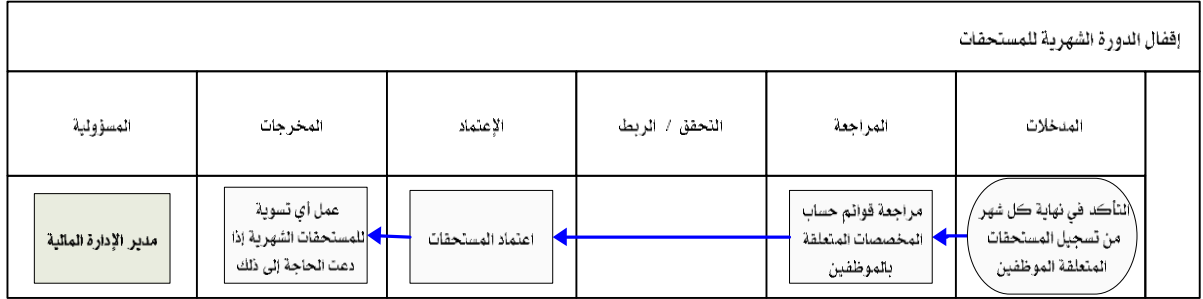 إقفال الدورة الشهرية للمستحقات
المدخلات
المراجعة
التحقق / الربط
الإعتماد
المخرجات
المسؤولية
التأكد في نهاية كل شهر
من تسجيل المستحقات
المتعلقة الموظفين
مراجعة قوائم حساب
المخصصات المتعلقة
بالموظفين
اعتماد المستحقات
عمل أي تسوية
للمستحقات الشهرية إذا
دعت الحاجة إلى ذلك
مدير الإدارة المالية